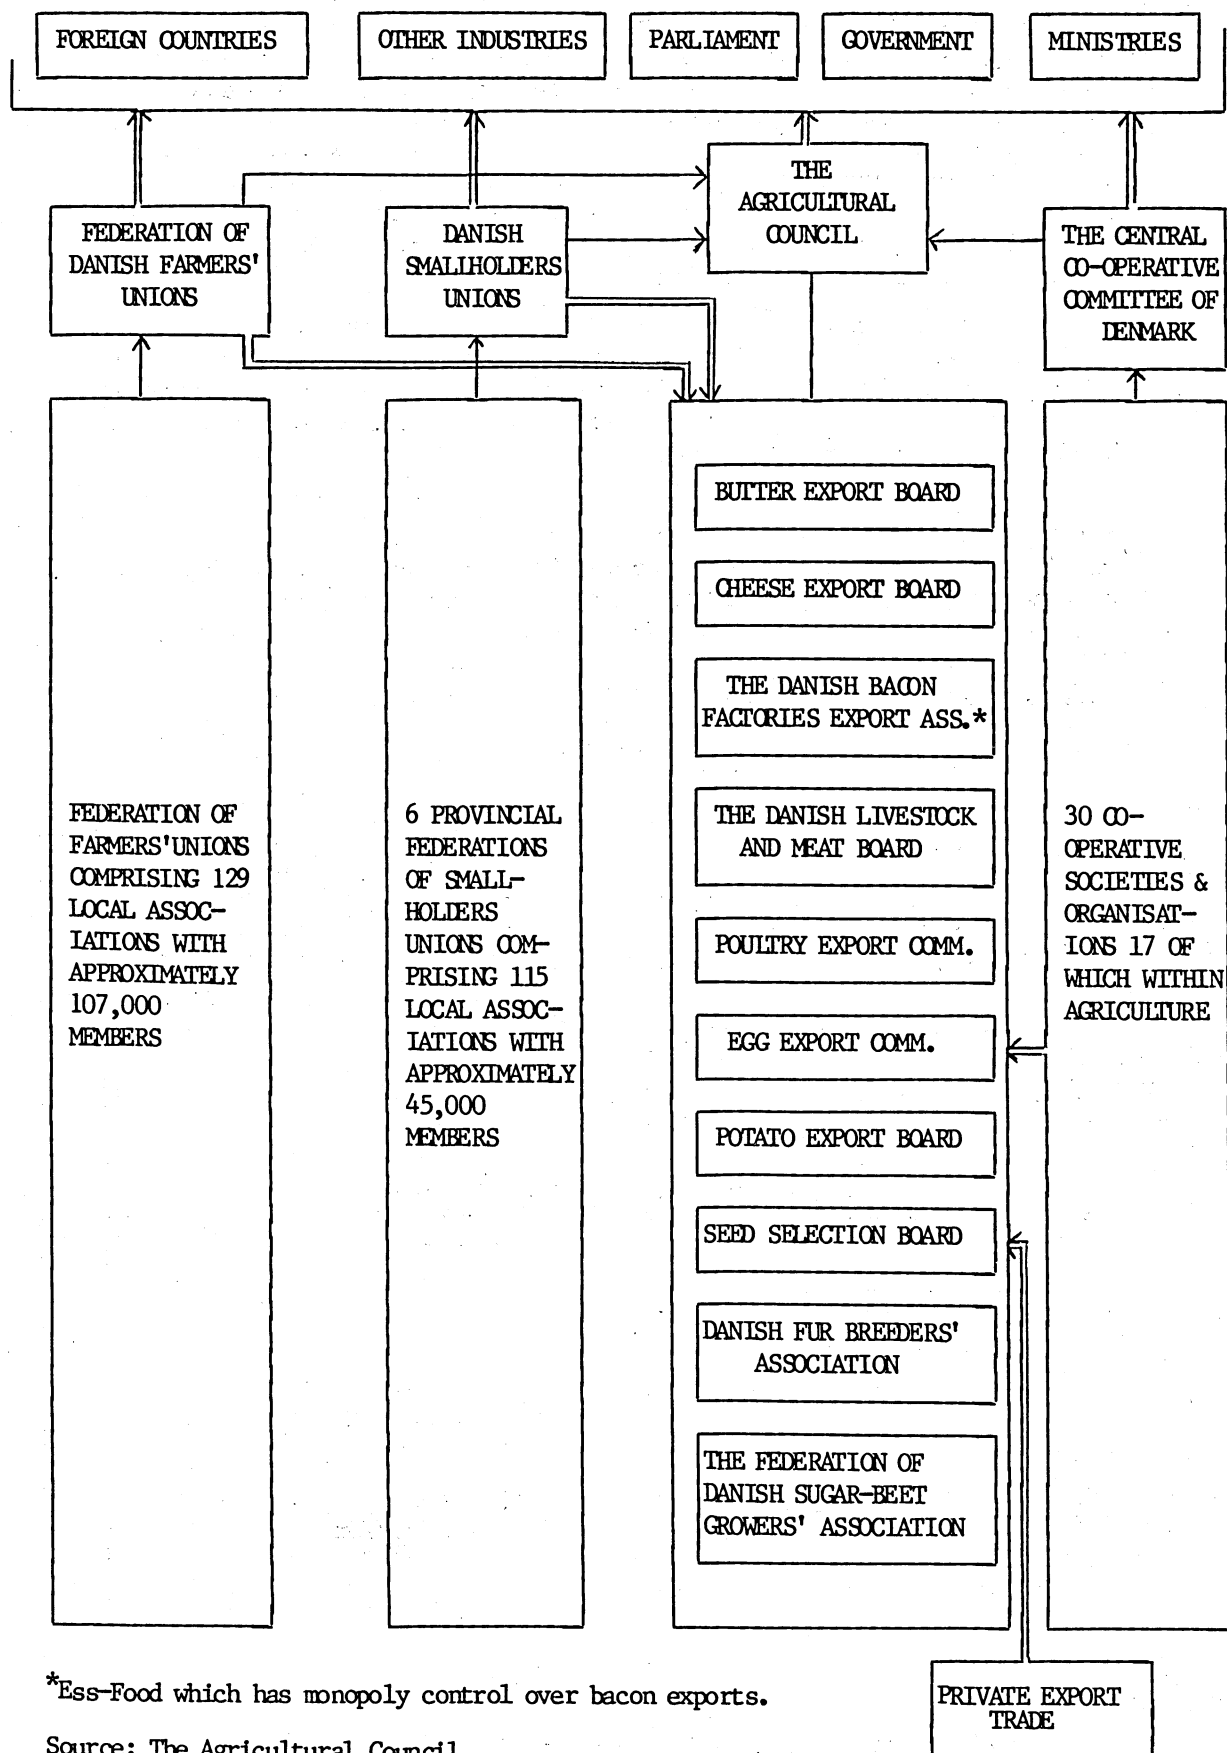 FOREIGN COUNTRIES
OTHER INDUSTRIES
PARLIAMENT
GOVERNMENT
MINISTRIES
THE
AGRICULTURAL
COUNCIL
FEDERATION OF
DANISH FARMERS'
UNIONS
DANISH
SMALLHOLDERS
UNIONS
THE CENTRAL
CO-OPERATIVE
COMMITTEE OF
DENMARK
FEDERATION OF
FARMERS'UNIONS
COMPRISING 129
LOCAL ASSOC-
IATIONS WITH
APPROXIMATELY
107,000
MEMBERS
6 PROVINCIAL
FEDERATIONS
OF SMALL-
HOLDERS
UNIONS COM-
PRISING 115
LOCAL ASSOC-
IATIONS WITH
APPROXIMATELY
45,000
MEMBERS
BUTTER EXPORT BOARD
CHEESE EXPORT BOARD
THE DANISH BACON
FACTORIES EXPORT ASS.*
THE DANISH LIVESTOCK
AND MEAT BOARD
POULTRY EXPORT COMM.
EGG EXPORT COMM.
POTATO EXPORT BOARD
SEED SELECTION BOARD
DANISH FUR BREEDERS'
ASSOCIATION
THE FEDERATION OF
DANISH SUGAR-BEET
GROWERS' ASSOCIATION
30 CO-
OPERATIVE
SOCIETIES &
ORGANISAT-
IONS 17 OF
WHICH WITHIN
AGRICULTURE
PRIVATE EXPORT
TRADE
*Ess-Food which has monopoly control over bacon exports.
Source: The Agricultural Council